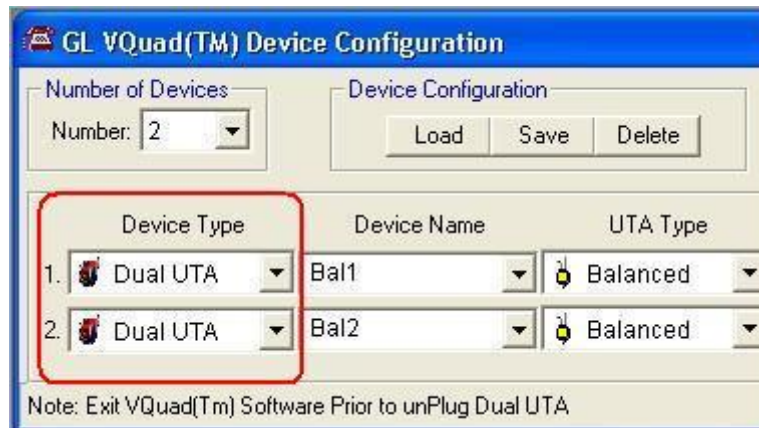 GL VQuad(TM) Device Configuration
Number of Devices
Device Configuration
Number: 2
Load Save Delete
Device Type Device Name UTA Type
1. Dual UTA Bal1 Balanced
2. Dual UTA Bal2 Balanced
Note: Exit VQuad(Tm) Software Prior to unPlug Dual UTA